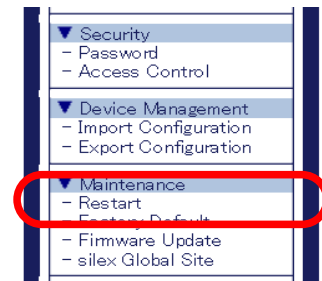 ▼ Security
- Password
- Access Control
▼ Device Management
- Import Configuration
- Export Configuration
▼ Maintenance
- Restart
- Factory Default
- Firmware Update
- silex Global Site